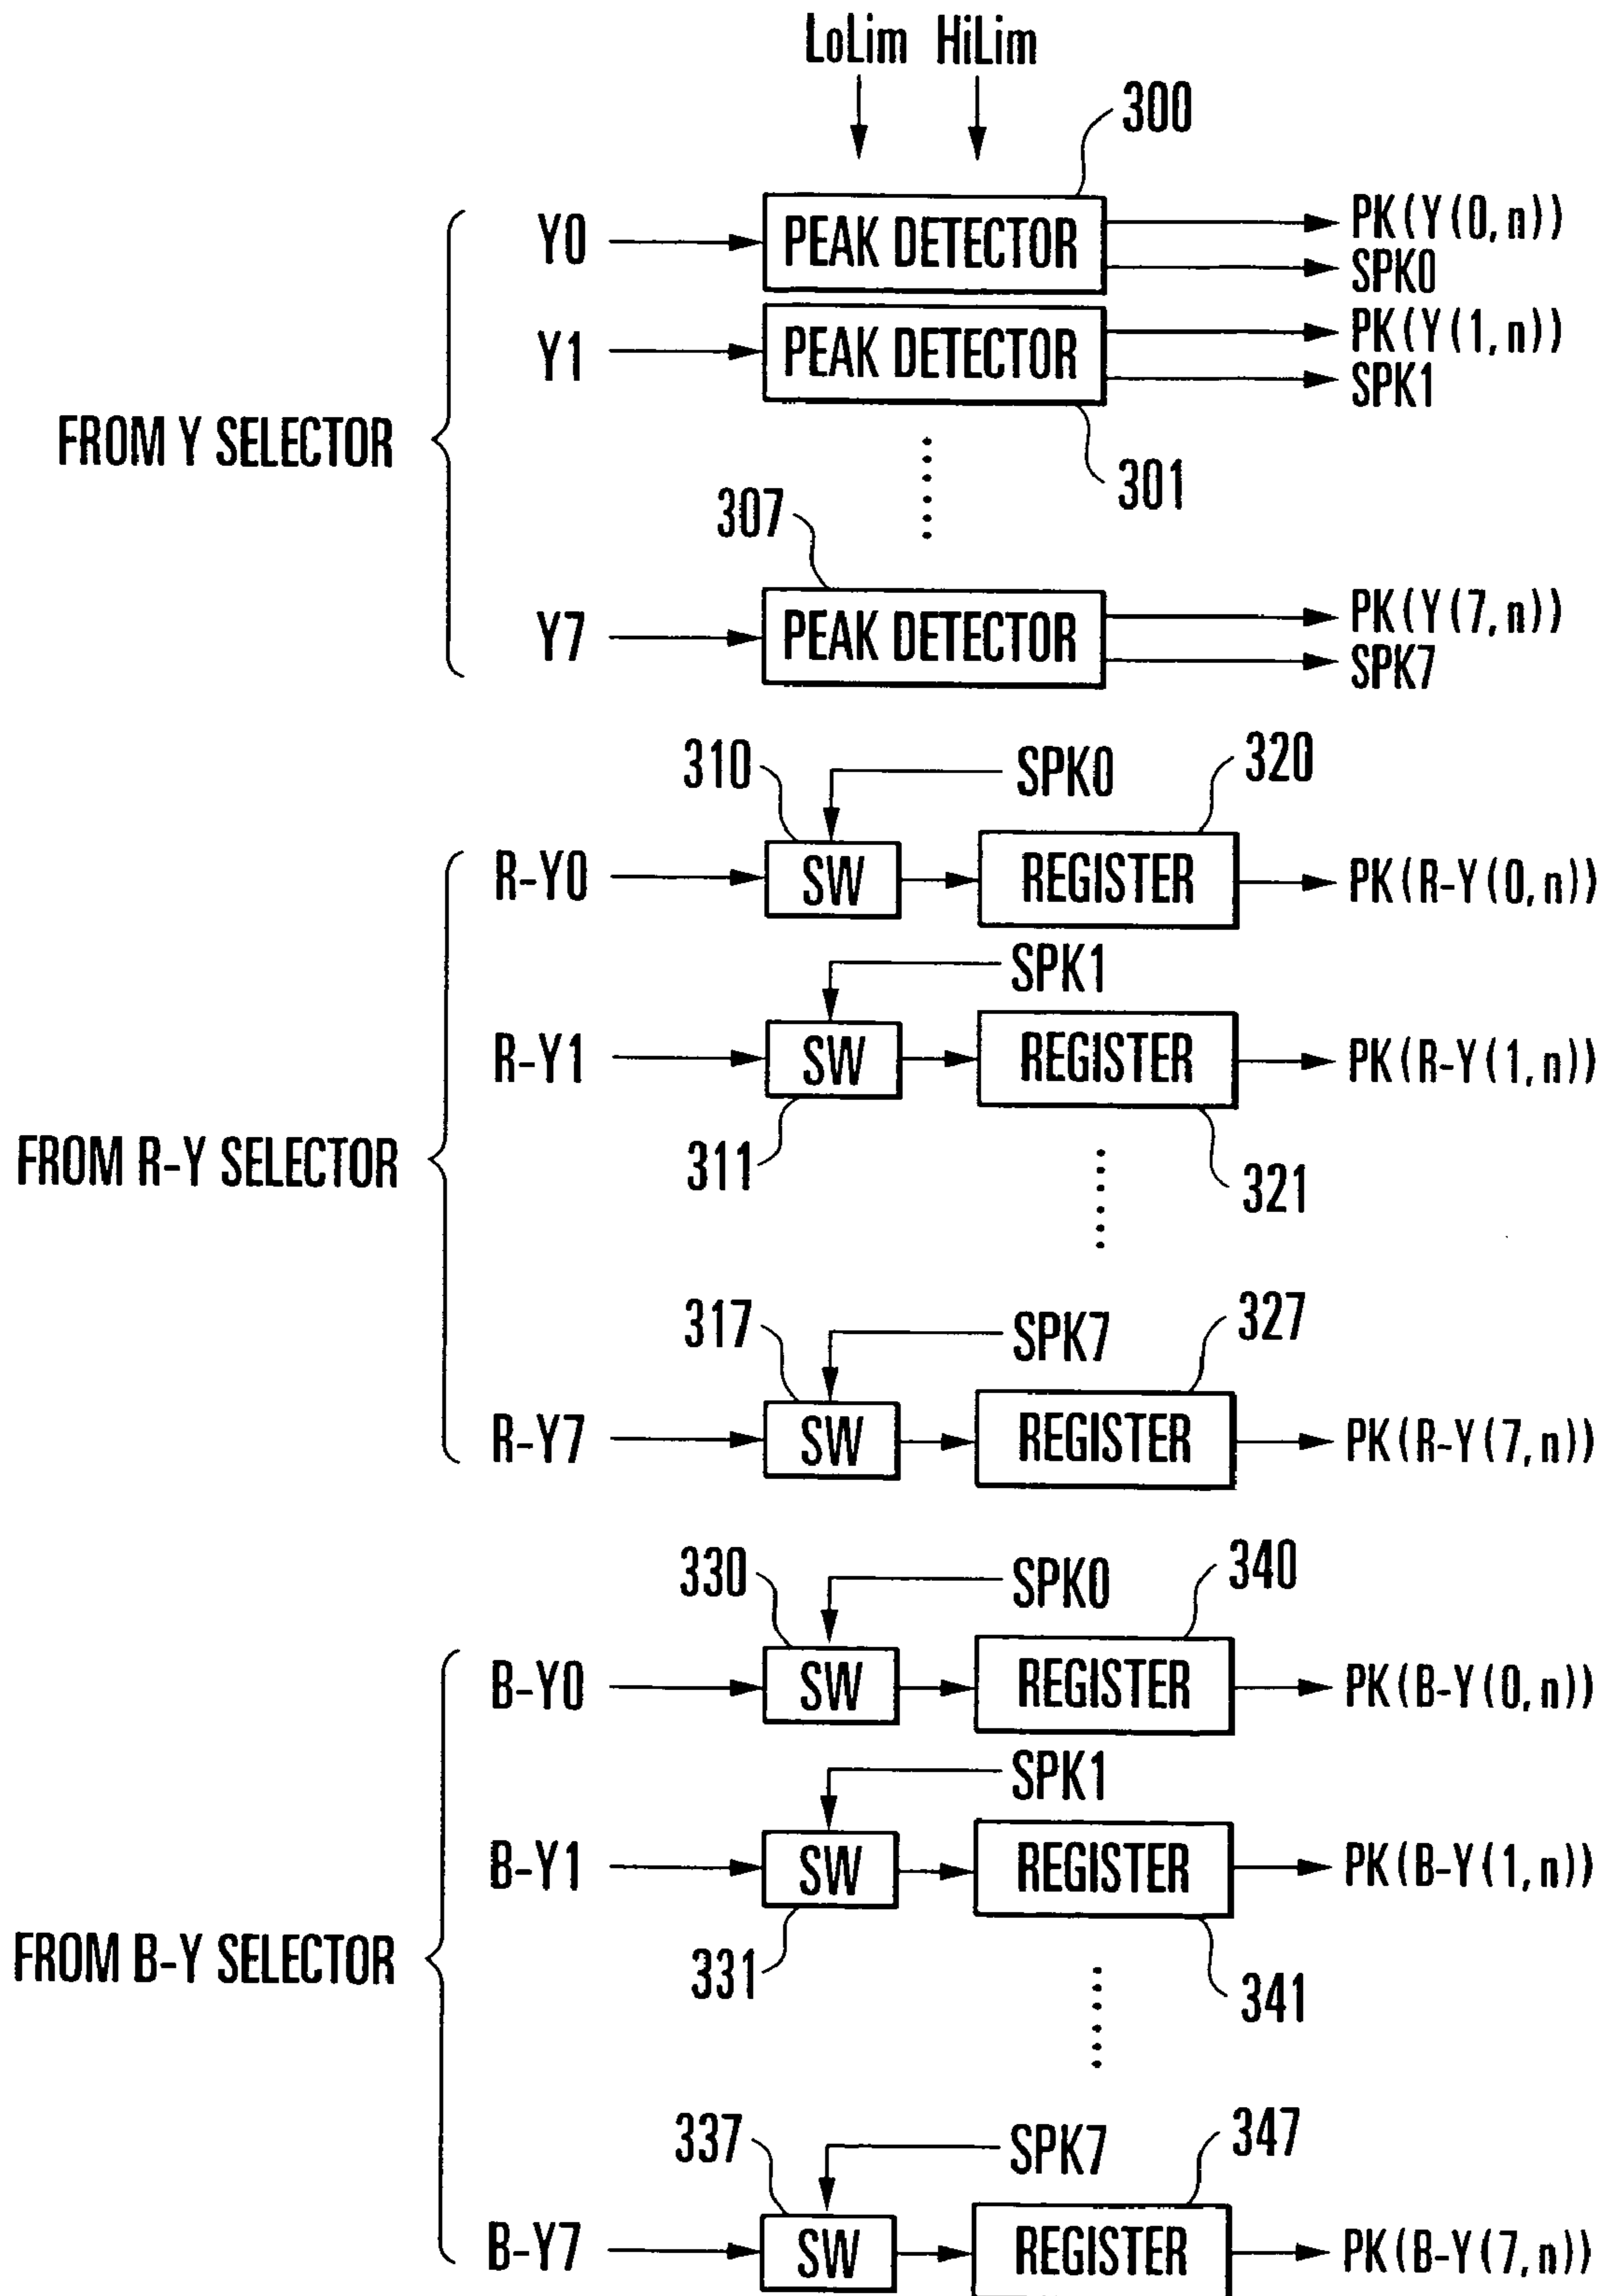 LoLim HiLim
300
Y0 PEAK DETECTOR PK(Y(0,n))
SPK0
Y1 PEAK DETECTOR PK(Y(1,n))
SPK1
FROM Y SELECTOR
301
307
Y7 PEAK DETECTOR PK(Y(7,n))
SPK7
310 SPK0 320
R-Y0 SW REGISTER PK(R-Y(0,n))
SPK1
R-Y1 SW REGISTER PK(R-Y(1,n))
FROM R-Y SELECTOR
311 321
317 SPK7 327
R-Y7 SW REGISTER PK(R-Y(7,n))
330 SPK0 340
B-Y0 SW REGISTER PK(B-Y(0,n))
SPK1
B-Y1 SW REGISTER PK(B-Y(1,n))
FROM B-Y SELECTOR
331 341
337 SPK7 347
B-Y7 SW REGISTER PK(B-Y(7,n))